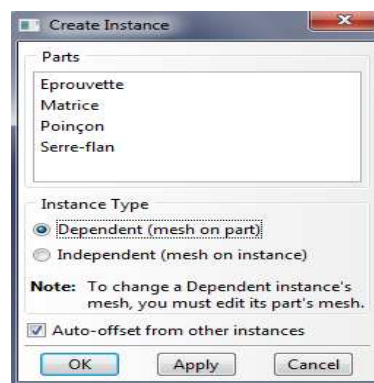 Create Instance
Parts
Eprouvette
Matrice
Poinçon
Serre-flan
Instance Type
Dependent (mesh on part)
Independent (mesh on instance)
Note: To change a Dependent instance's
mesh, you must edit its part's mesh.
Auto-offset from other instances
OK Apply Cancel